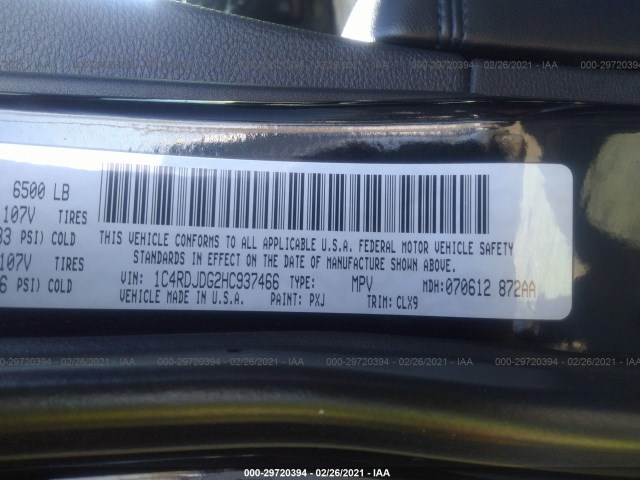 000-29720394 - 02/26/2021 - IAA
6500 LB
107V TIRES
PSI) COLD
107V TIRES
PSI) COLD
THIS VEHICLE CONFORMS TO ALL APPLICABLE U.S.A. FEDERAL MOTOR VEHICLE SAFETY
STANDARDS IN EFFECT ON THE DATE OF MANUFACTURE SHOWN ABOVE.
VIN: 1C4RDJDG2HC937466 TYPE: MPV MDH:070612 872AA
VEHICLE MADE IN U.S.A. PAINT: PXJ TRIM: CLX9
000-29720394 - 02/26/2021 - IAA
000-29720394 - 02/26/2021 - IAA